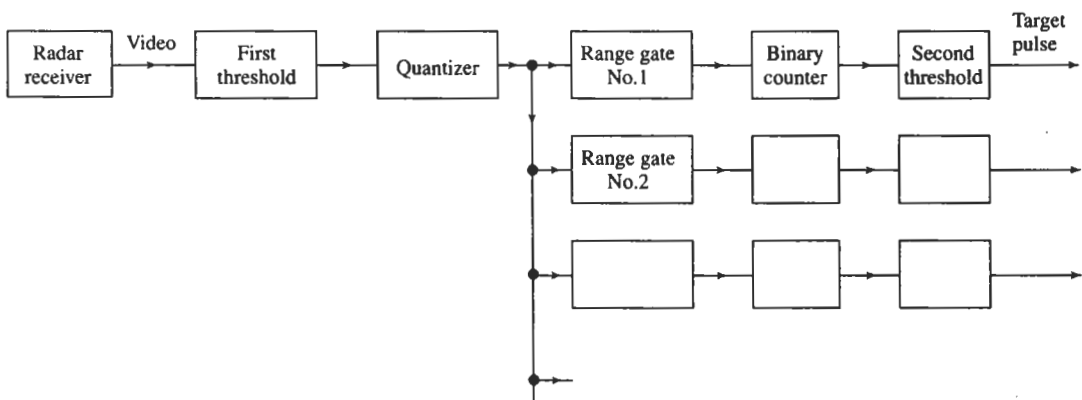 Radar
receiver
Video
First
threshold
Quantizer
Range gate
No.1
Binary
counter
Second
threshold
Target
pulse
Range gate
No.2